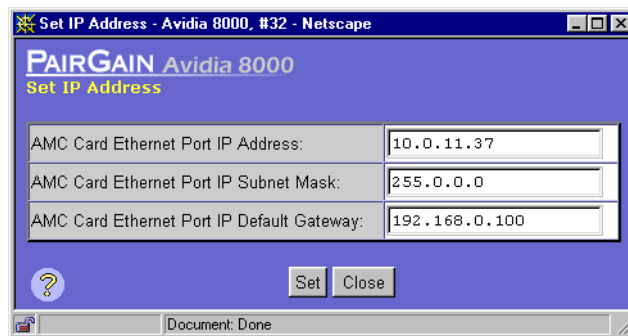 Set IP Address - Avidia 8000, #32 - Netscape
PAIRGAIN Avidia 8000
Set IP Address
AMC Card Ethernet Port IP Address: 10.0.11.37
AMC Card Ethernet Port IP Subnet Mask: 255.0.0.0
AMC Card Ethernet Port IP Default Gateway: 192.168.0.100
? Set Close
Document: Done